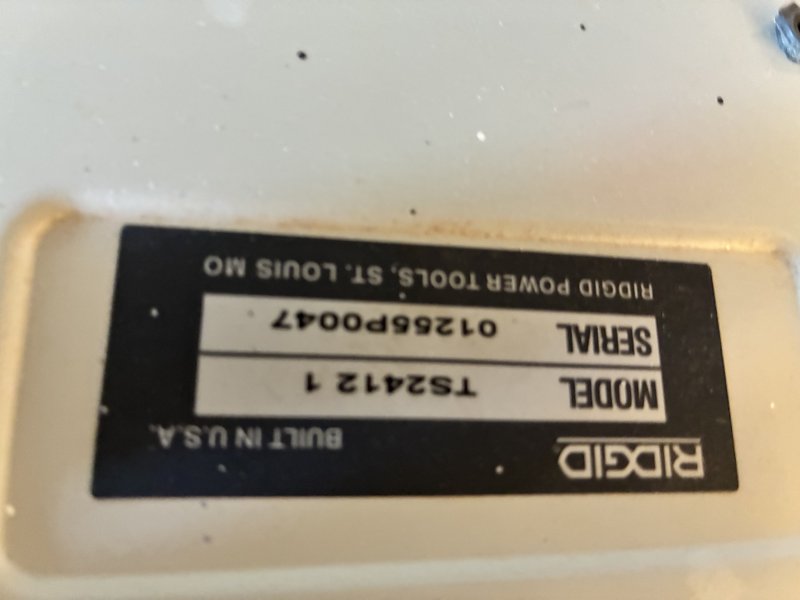 RIDGID
BUILT IN U.S.A.
MODEL TS2412 1
SERIAL 01255P0047
RIDGID POWER TOOLS, ST. LOUIS MO